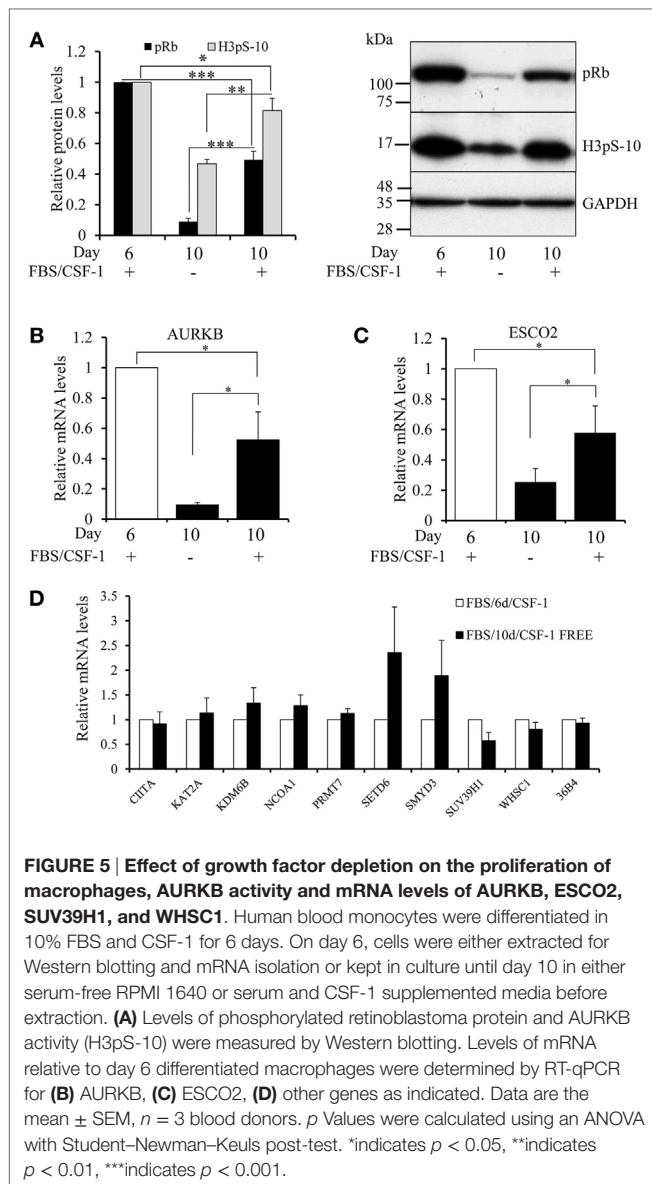 A
pRb H3pS-10
Relative protein levels
1.2
1
0.8
0.6
0.4
0.2
0
*
***
**
***
Day 6 10 10
FBS/CSF-1 + - +
kDa
100
75
17
48
35
28
pRb
H3pS-10
GAPDH
6 10 10
+ - +
B
AURKB
Relative mRNA levels
1.2
1
0.8
0.6
0.4
0.2
0
*
*
Day 6 10 10
FBS/CSF-1 + - +
C
ESCO2
Relative mRNA levels
1.2
1
0.8
0.6
0.4
0.2
0
*
*
Day 6 10 10
FBS/CSF-1 + - +
D
FBS/6d/CSF-1
FBS/10d/CSF-1 FREE
Relative mRNA levels
3.5
3
2.5
2
1.5
1
0.5
0
CIITA KAT2A KDM6B NCOA1 PRMT7 SETD6 SMYD3 SUV39H1 WHSC1 36B4
FIGURE 5 | Effect of growth factor depletion on the proliferation of
macrophages, AURKB activity and mRNA levels of AURKB, ESCO2,
SUV39H1, and WHSC1. Human blood monocytes were differentiated in
10% FBS and CSF-1 for 6 days. On day 6, cells were either extracted for
Western blotting and mRNA isolation or kept in culture until day 10 in either
serum-free RPMI 1640 or serum and CSF-1 supplemented media before
extraction. (A) Levels of phosphorylated retinoblastoma protein and AURKB
activity (H3pS-10) were measured by Western blotting. Levels of mRNA
relative to day 6 differentiated macrophages were determined by RT-qPCR
for (B) AURKB, (C) ESCO2, (D) other genes as indicated. Data are the
mean ± SEM, n = 3 blood donors. p Values were calculated using an ANOVA
with Student–Newman–Keuls post-test. *indicates p < 0.05, **indicates
p < 0.01, ***indicates p < 0.001.